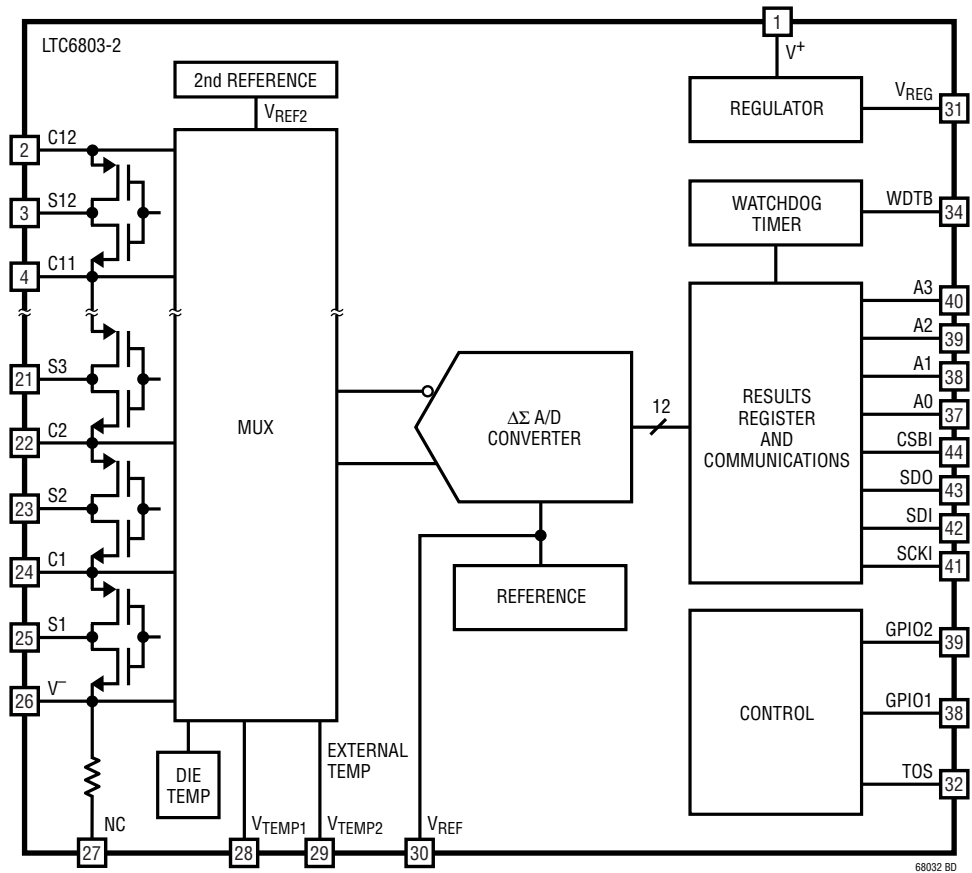 LTC6803-2
1
V+
2nd REFERENCE
VREF2
REGULATOR
VREG
31
2
C12
3
S12
4
C11
WATCHDOG
TIMER
WDTB
34
21
S3
22
C2
23
S2
24
C1
25
S1
26
V–
MUX
ΔΣ A/D
CONVERTER
12
RESULTS
REGISTER
AND
COMMUNICATIONS
A3
40
A2
39
A1
38
A0
37
CSBI
44
SDO
43
SDI
42
SCKI
41
REFERENCE
CONTROL
GPIO2
39
GPIO1
38
TOS
32
DIE
TEMP
EXTERNAL
TEMP
NC
27
VTEMP1
28
VTEMP2
29
VREF
30
68032 BD